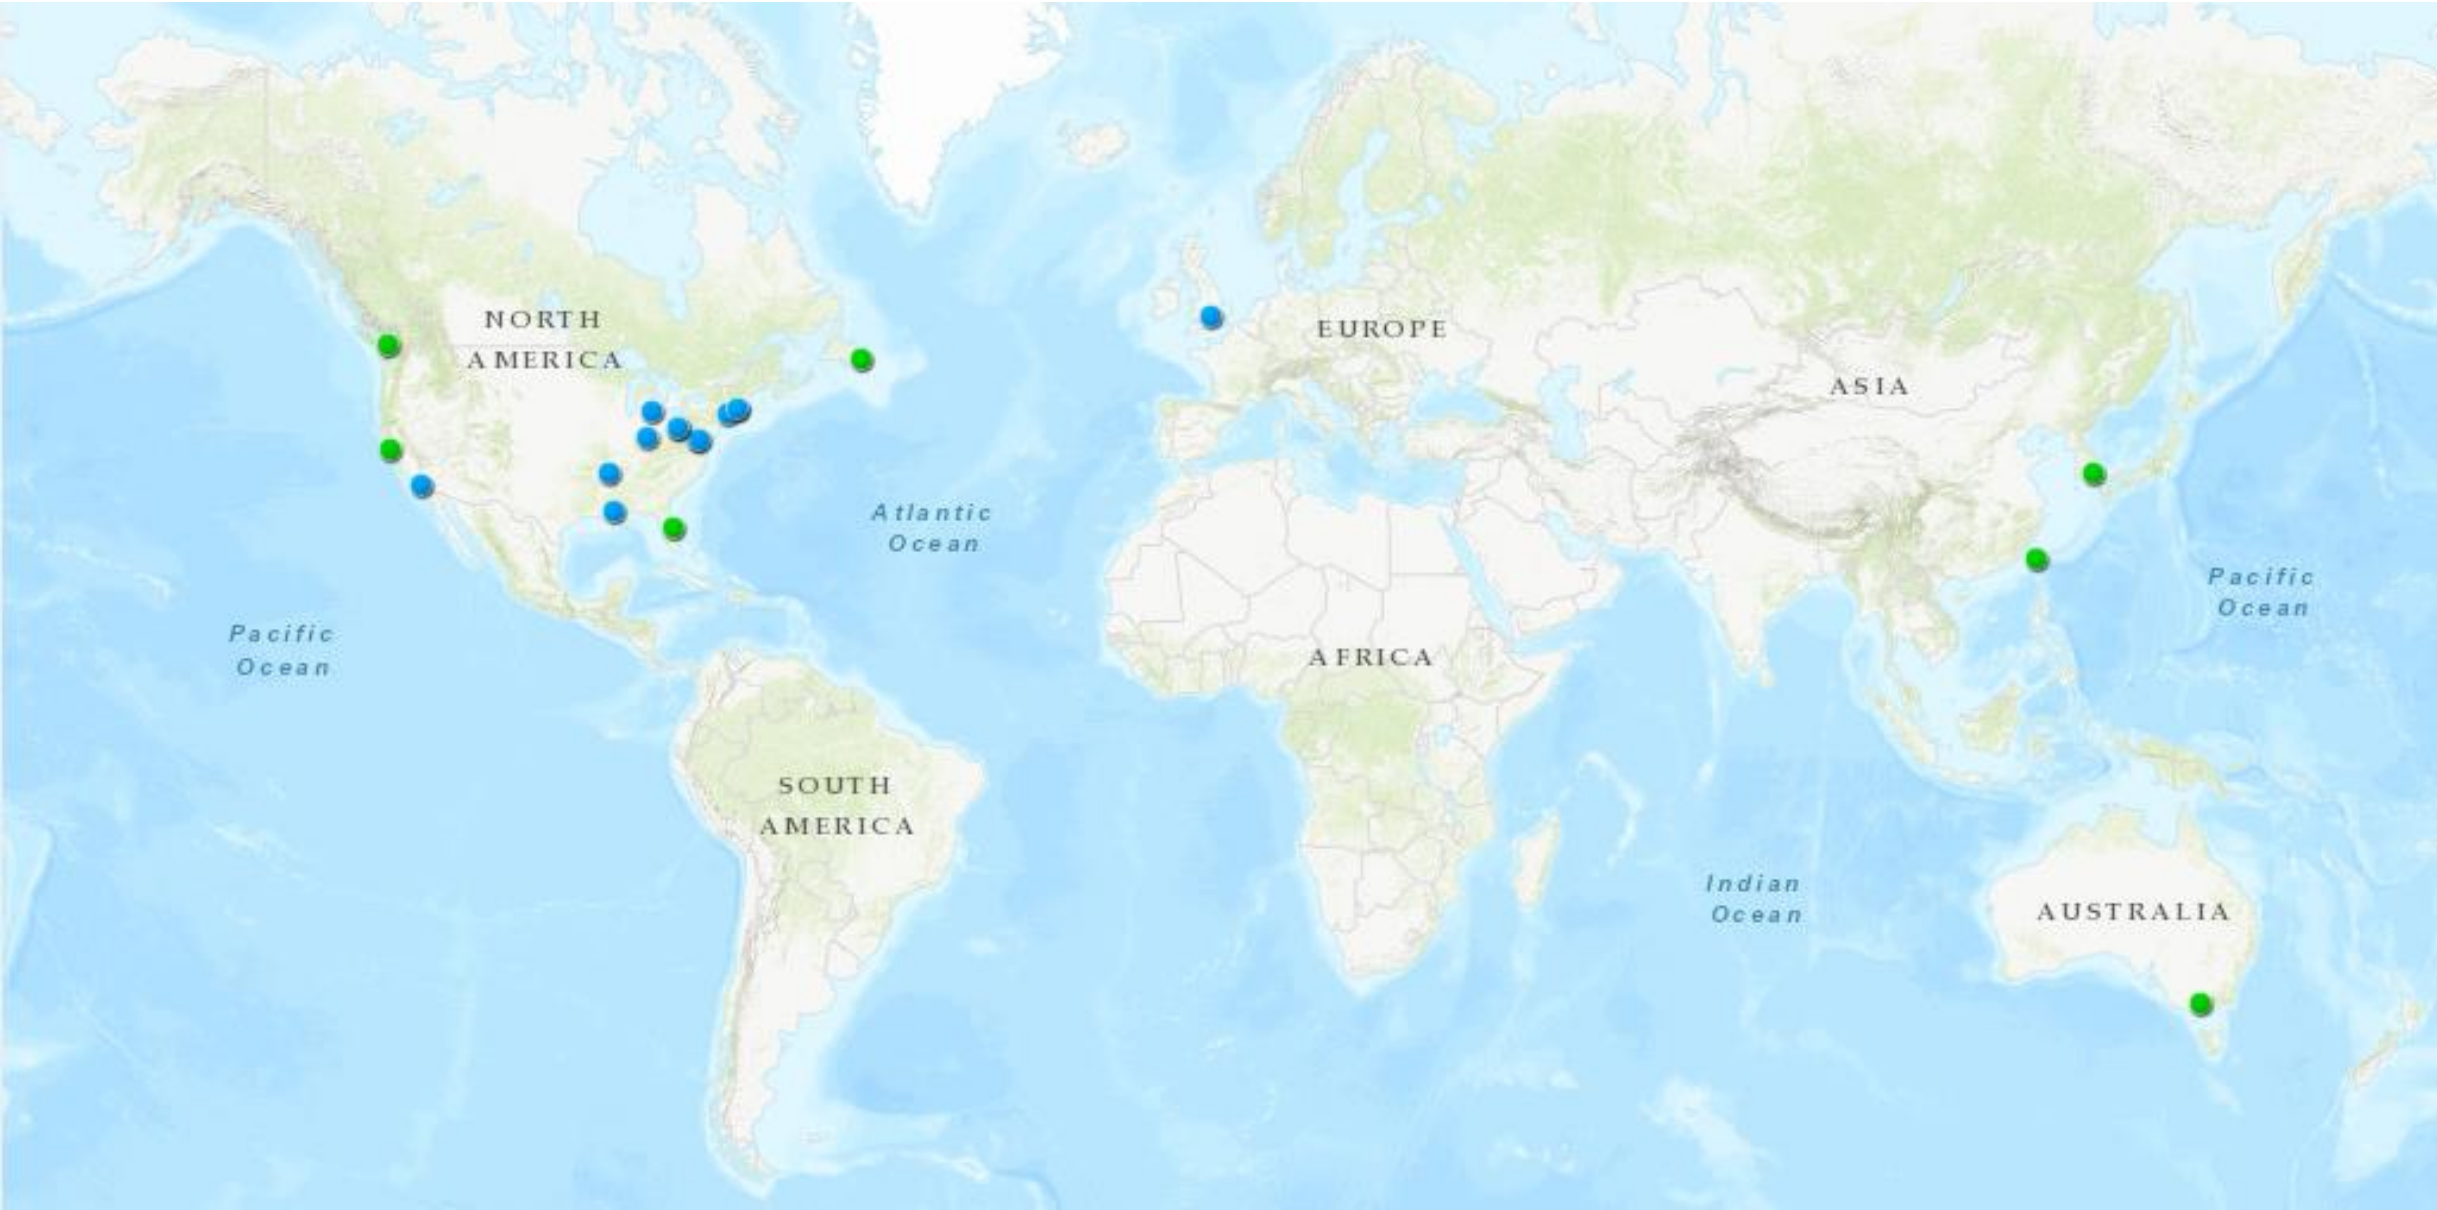 NORTH
AMERICA
EUROPE
ASIA
Atlantic
Ocean
Pacific
Ocean
Pacific
Ocean
AFRICA
SOUTH
AMERICA
Indian
Ocean
AUSTRALIA